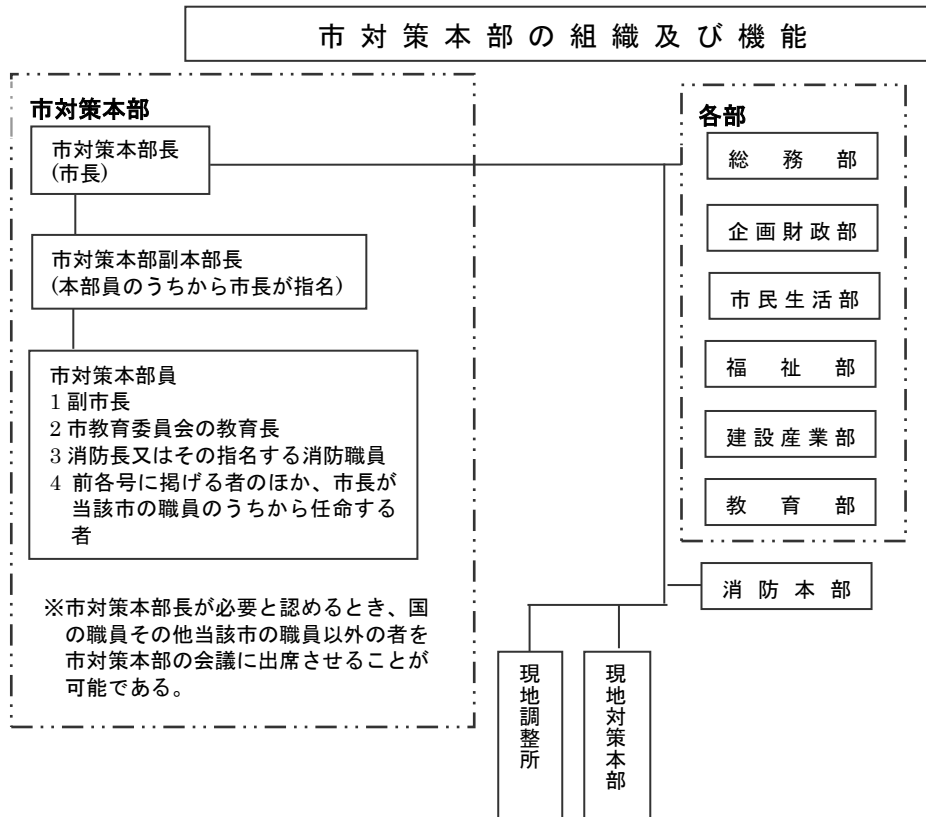 市対策本部の組織及び機能
市対策本部
市対策本部長
(市長)
市対策本部副本部長
(本部員のうちから市長が指名)
市対策本部員
1 副市長
2 市教育委員会の教育長
3 消防長又はその指名する消防職員
4 前各号に掲げる者のほか、市長が
当該市の職員のうちから任命する
者
※市対策本部長が必要と認めるとき、国
の職員その他当該市の職員以外の者を
市対策本部の会議に出席させることが
可能である。
各部
総務部
企画財政部
市民生活部
福祉部
建設産業部
教育部
消防本部
現地調整所
現地対策本部